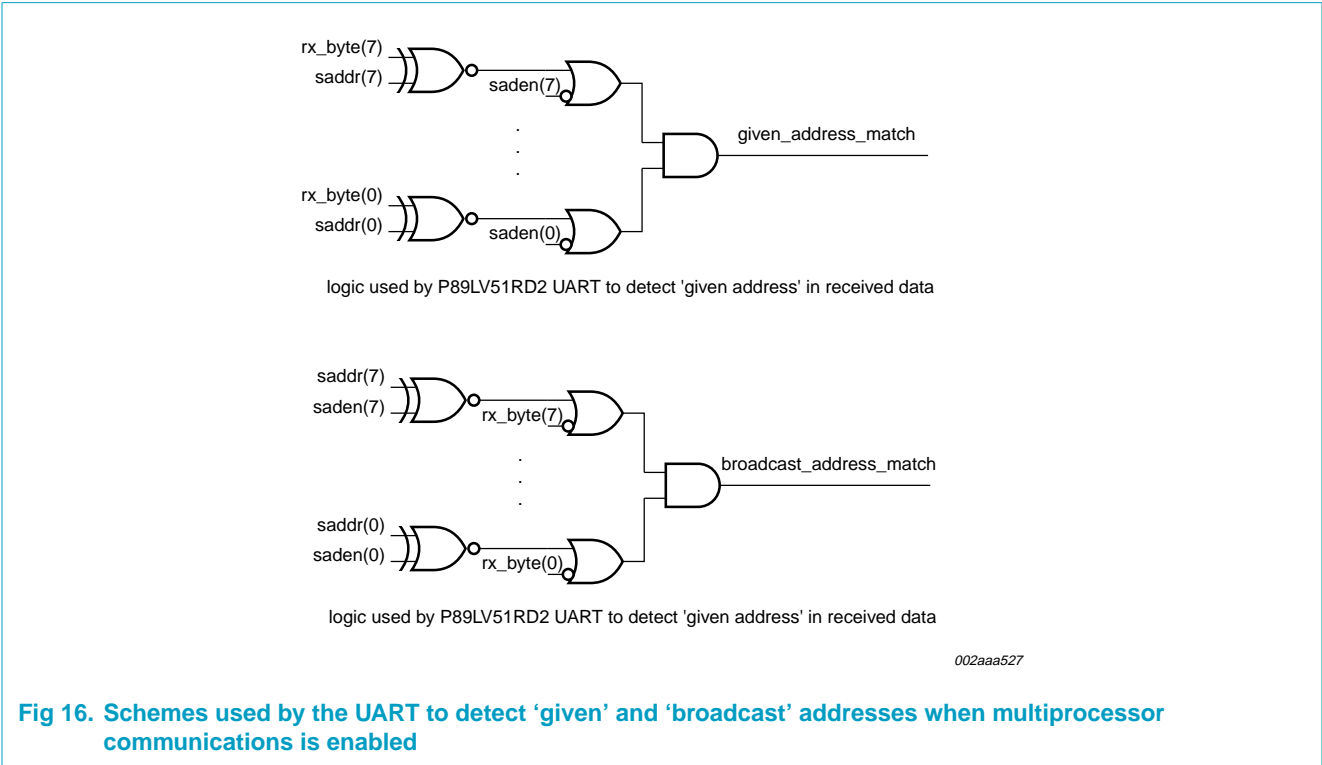 rx_byte(7)
saddr(7)
saden(7)
given_address_match
.
.
.
rx_byte(0)
saddr(0)
saden(0)
logic used by P89LV51RD2 UART to detect 'given address' in received data
saddr(7)
saden(7)
rx_byte(7)
broadcast_address_match
.
.
.
saddr(0)
saden(0)
rx_byte(0)
logic used by P89LV51RD2 UART to detect 'given address' in received data
002aaa527
Fig 16. Schemes used by the UART to detect ‘given’ and ‘broadcast’ addresses when multiprocessor
communications is enabled